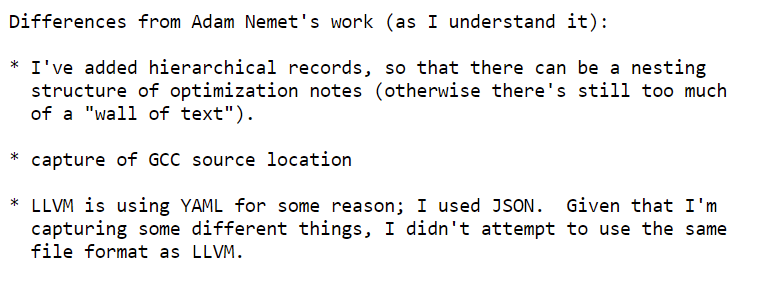 Differences from Adam Nemet's work (as I understand it):
* I've added hierarchical records, so that there can be a nesting
structure of optimization notes (otherwise there's still too much
of a "wall of text").
* capture of GCC source location
* LLVM is using YAML for some reason; I used JSON.  Given that I'm
capturing some different things, I didn't attempt to use the same
file format as LLVM.